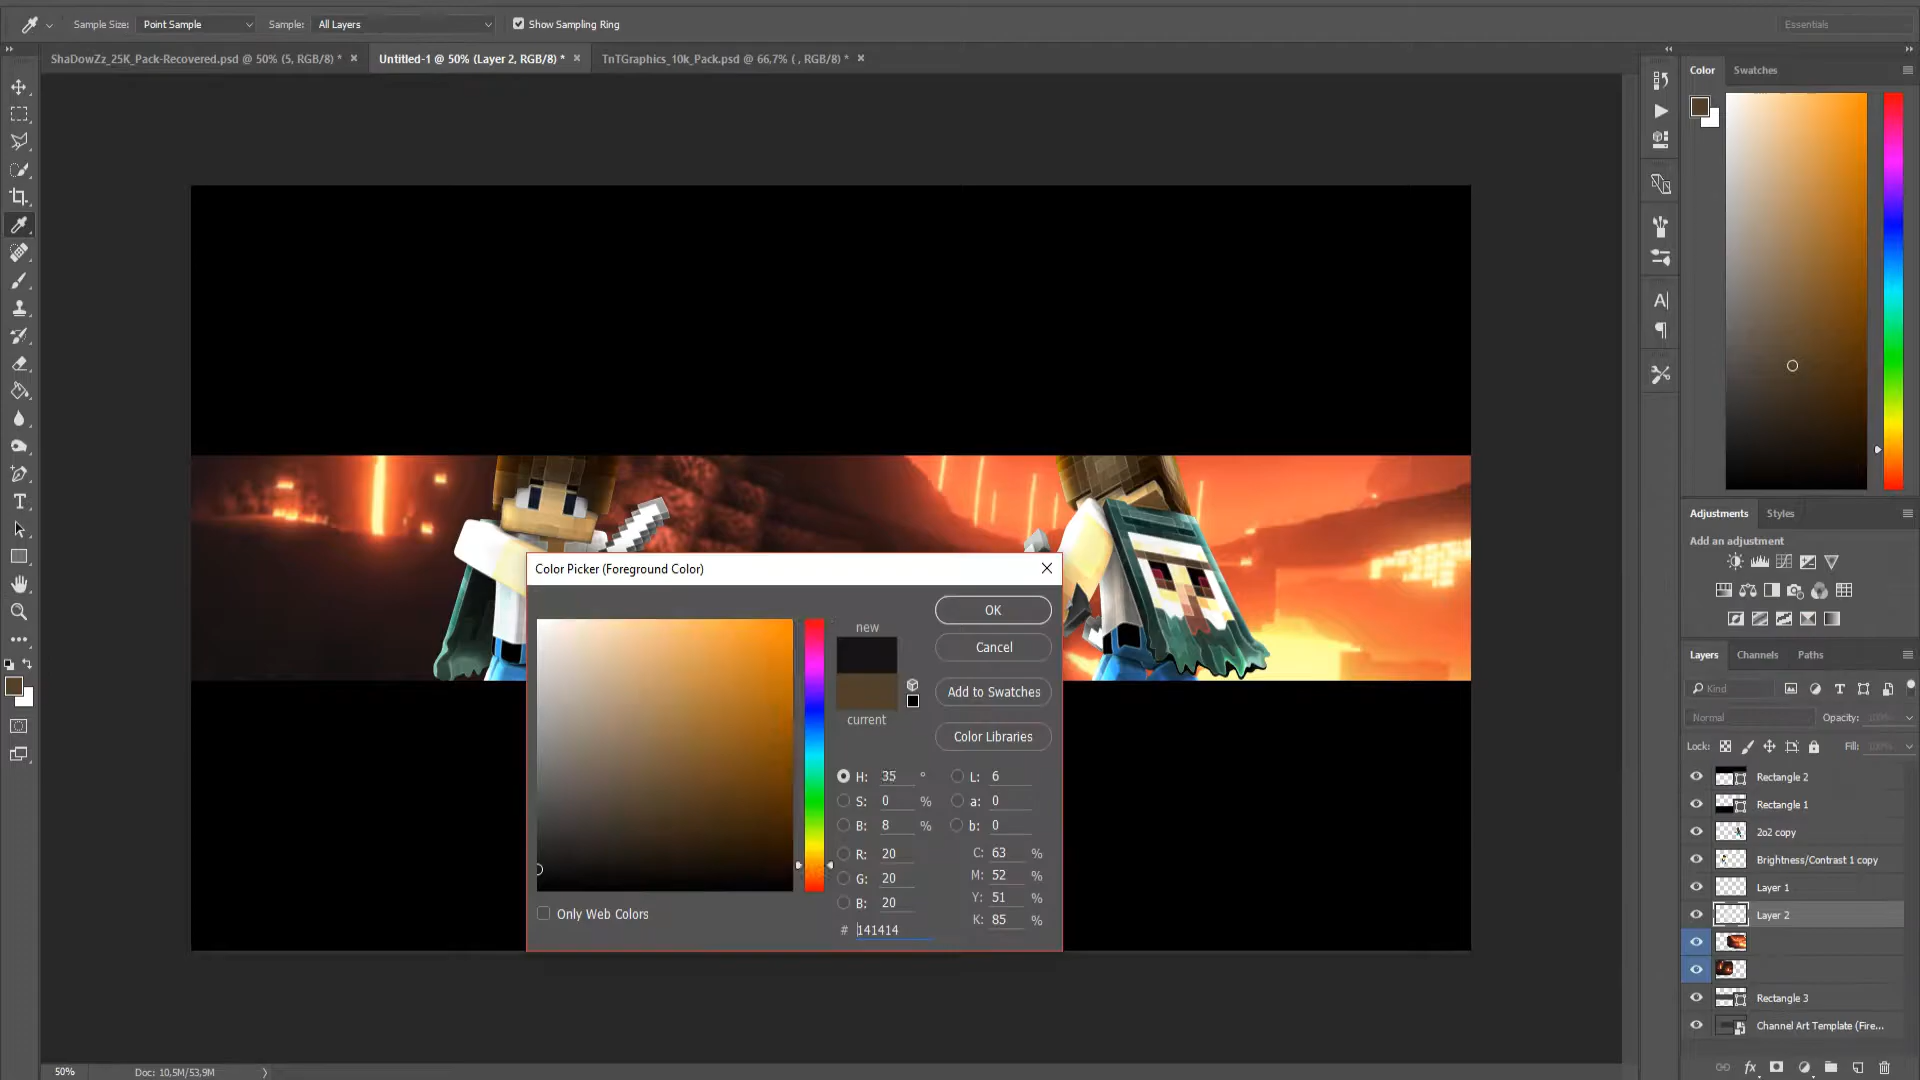 Sample Size: Point Sample Sample: All Layers Show Sampling Ring Essentials
ShaDowZz_25K_Pack-Recovered.psd @ 50% (5, RGB/8) * × Untitled-1 @ 50% (Layer 2, RGB/8) * × TnTGraphics_10k_Pack.psd @ 66,7% ( , RGB/8) * ×
Color Swatches
Adjustments Styles
Add an adjustment
Color Picker (Foreground Color)
OK
new
Cancel
Add to Swatches
current
Color Libraries
H: 35 ° L: 6
S: 0 % a: 0
B: 8 % b: 0
R: 20 C: 63 %
G: 20 M: 52 %
B: 20 Y: 51 %
K: 85 %
Only Web Colors
# 141414
Layers Channels Paths
Kind
Normal Opacity: 100%
Lock: Fill: 100%
Rectangle 2
Rectangle 1
2o2 copy
Brightness/Contrast 1 copy
Layer 1
Layer 2
Rectangle 3
Channel Art Template (Fire...
50% Doc: 10,5M/53,9M